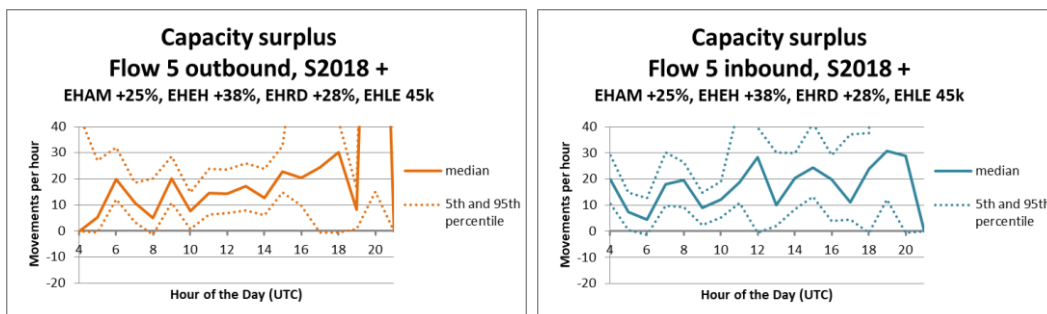 Capacity surplus
Flow 5 outbound, S2018 +
EHAM +25%, EHEH +38%, EHRD +28%, EHLE 45k
Movements per hour
40
30
20
10
0
-10
-20
4 6 8 10 12 14 16 18 20
Hour of the Day (UTC)
median
5th and 95th
percentile
Capacity surplus
Flow 5 inbound, S2018 +
EHAM +25%, EHEH +38%, EHRD +28%, EHLE 45k
Movements per hour
40
30
20
10
0
-10
-20
4 6 8 10 12 14 16 18 20
Hour of the Day (UTC)
median
5th and 95th
percentile